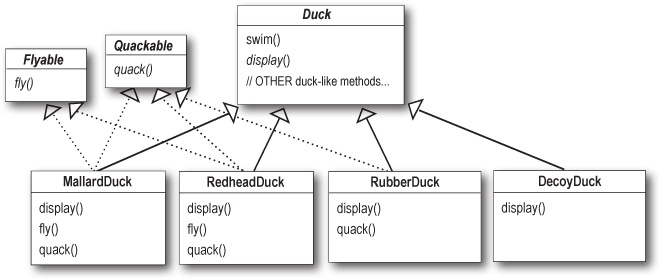 Flyable
fly()
Quackable
quack()
Duck
swim()
display()
// OTHER duck-like methods...
MallardDuck
display()
fly()
quack()
RedheadDuck
display()
fly()
quack()
RubberDuck
display()
quack()
DecoyDuck
display()